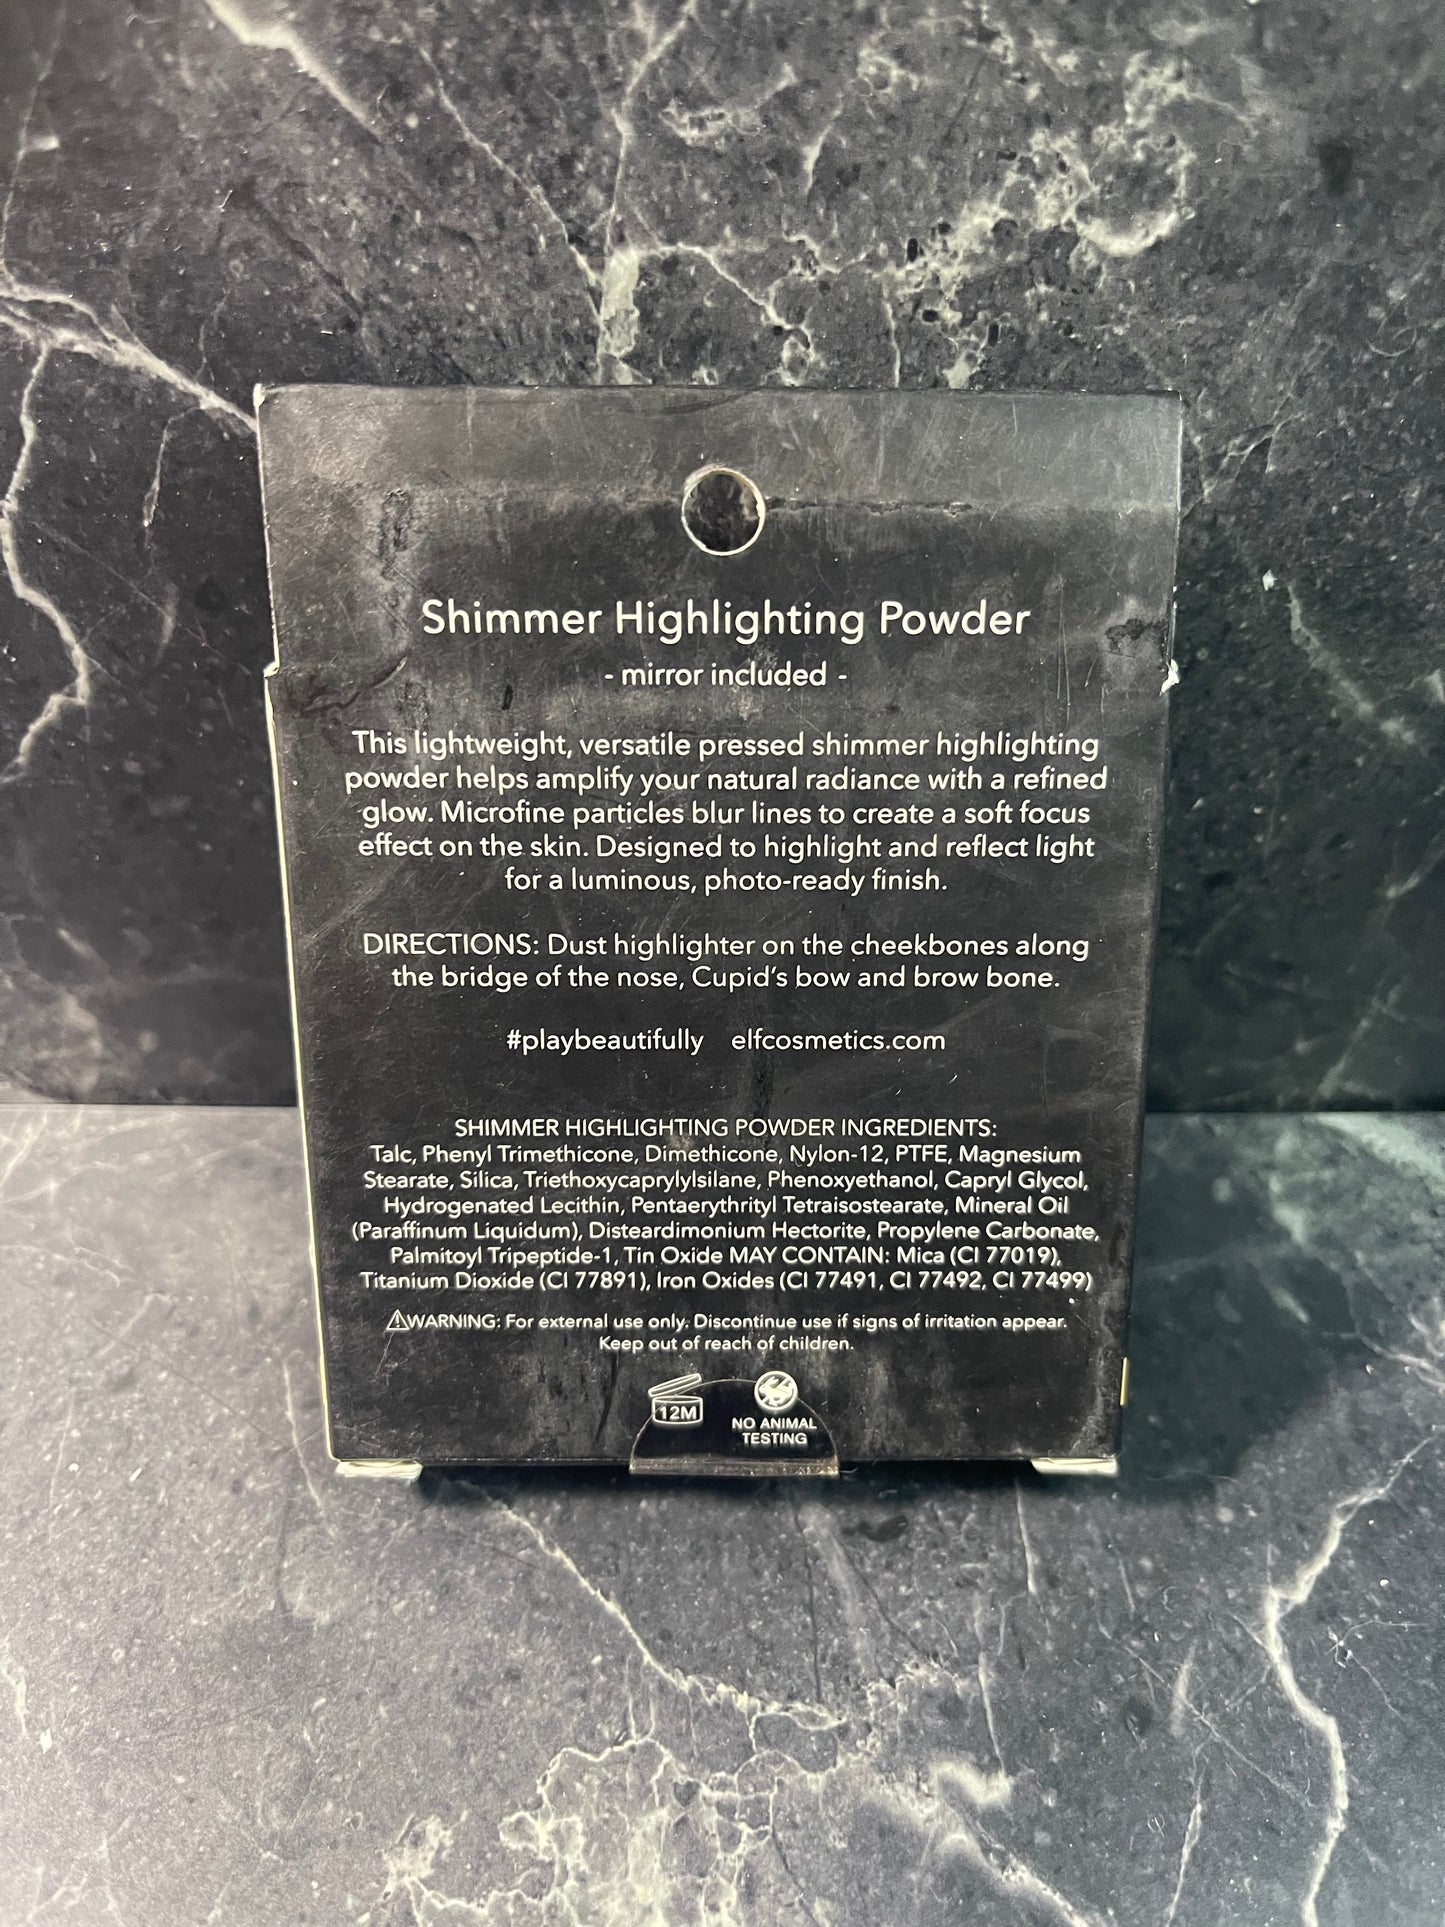 Shimmer Highlighting Powder
- mirror included -
This lightweight, versatile pressed shimmer highlighting
powder helps amplify your natural radiance with a refined
glow. Microfine particles blur lines to create a soft focus
effect on the skin. Designed to highlight and reflect light
for a luminous, photo-ready finish.
DIRECTIONS: Dust highlighter on the cheekbones along
the bridge of the nose, Cupid's bow and brow bone.
#playbeautifully elfcosmetics.com
SHIMMER HIGHLIGHTING POWDER INGREDIENTS:
Talc, Phenyl Trimethicone, Dimethicone, Nylon-12, PTFE, Magnesium
Stearate, Silica, Triethoxycaprylylsilane, Phenoxyethanol, Capryl Glycol,
Hydrogenated Lecithin, Pentaerythrityl Tetraisostearate, Mineral Oil
(Paraffinum Liquidum), Disteardimonium Hectorite, Propylene Carbonate,
Palmitoyl Tripeptide-1, Tin Oxide MAY CONTAIN: Mica (CI 77019),
Titanium Dioxide (CI 77891), Iron Oxides (CI 77491, CI 77492, CI 77499)
⚠WARNING: For external use only. Discontinue use if signs of irritation appear.
Keep out of reach of children.
12M
NO ANIMAL
TESTING